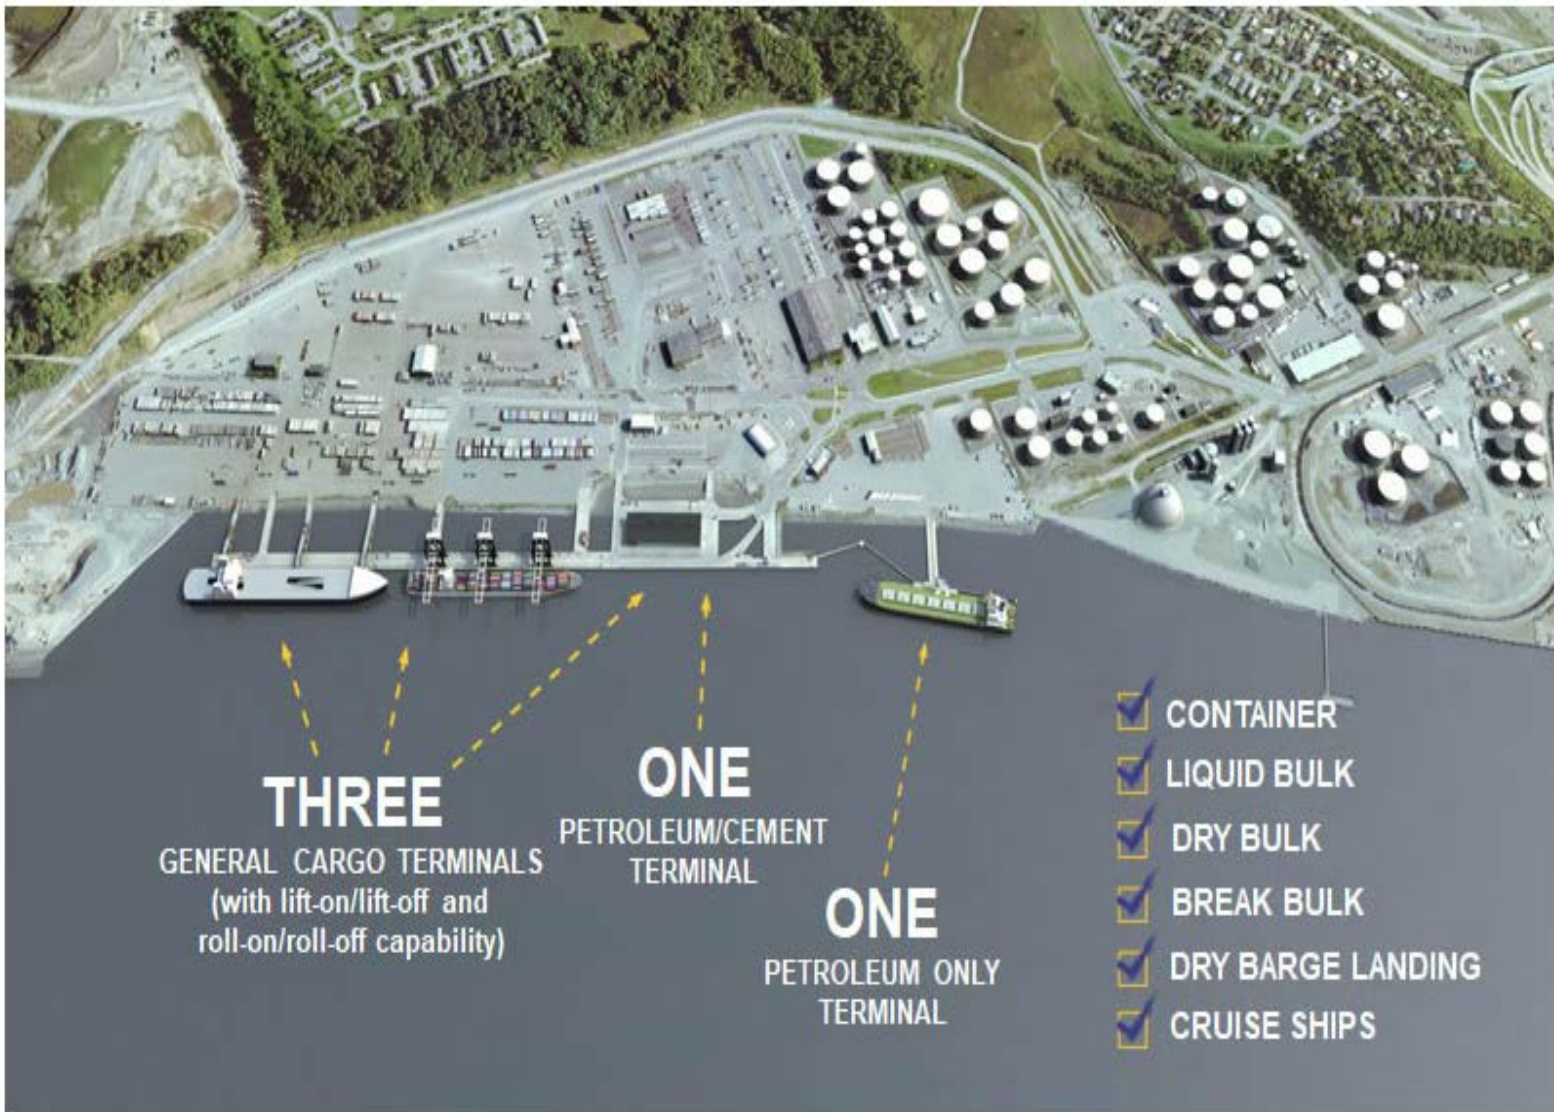 THREE
GENERAL CARGO TERMINALS
(with lift-on/lift-off and
roll-on/roll-off capability)
ONE
PETROLEUM/CEMENT
TERMINAL
ONE
PETROLEUM ONLY
TERMINAL
CONTAINER
LIQUID BULK
DRY BULK
BREAK BULK
DRY BARGE LANDING
CRUISE SHIPS